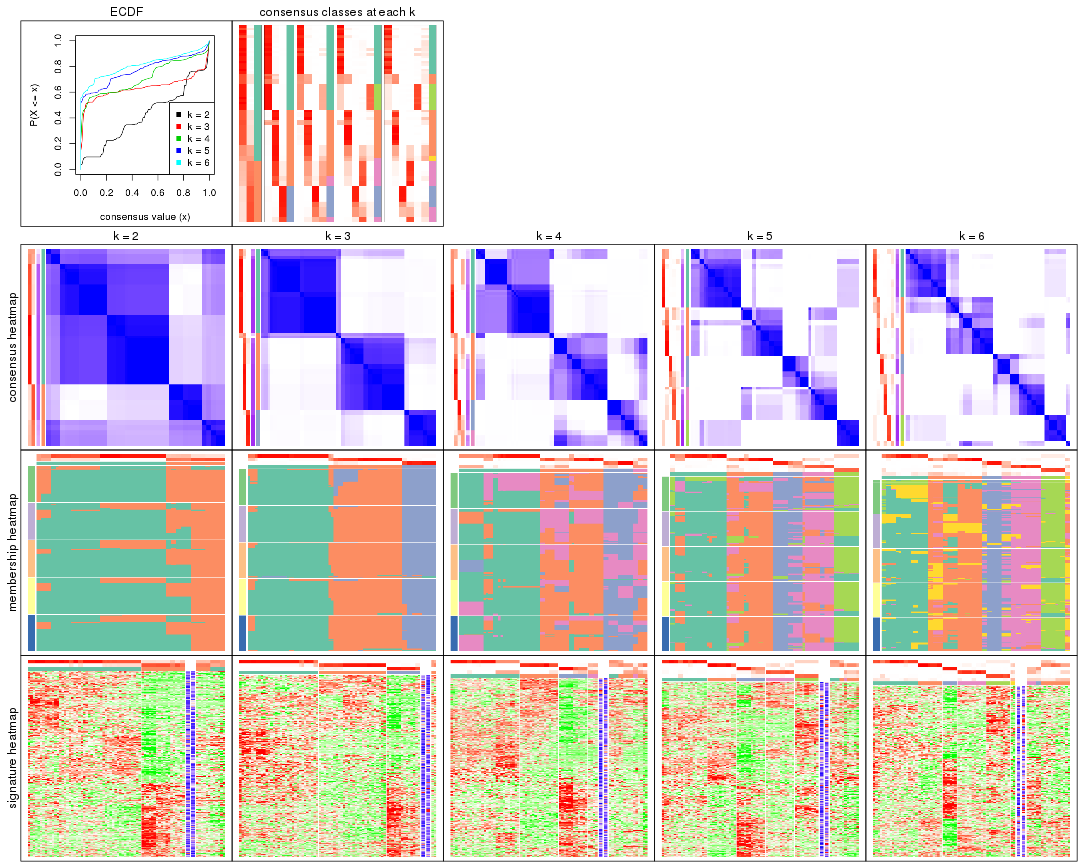 ECDF
consensus classes at each k
P(X <= x)
0.0 0.2 0.4 0.6 0.8 1.0
k = 2
k = 3
k = 4
k = 5
k = 6
0.0 0.2 0.4 0.6 0.8 1.0
consensus value (x)
k = 2
k = 3
k = 4
k = 5
k = 6
consensus heatmap
membership heatmap
signature heatmap